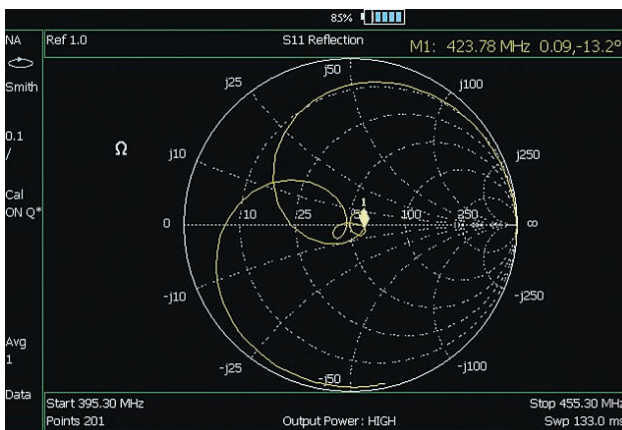 85%
NA
Ref 1.0
S11 Reflection
M1: 423.78 MHz 0.09,-13.2°
Smith
0.1
/
Cal
ON Q*
Avg
1
Data
Ω
j50
j25
j100
j10
j250
0
10
25
50
100
250
∞
-j10
-j250
-j25
-j100
-j50
1
Start 395.30 MHz
Stop 455.30 MHz
Points 201
Output Power: HIGH
Swp 133.0 ms